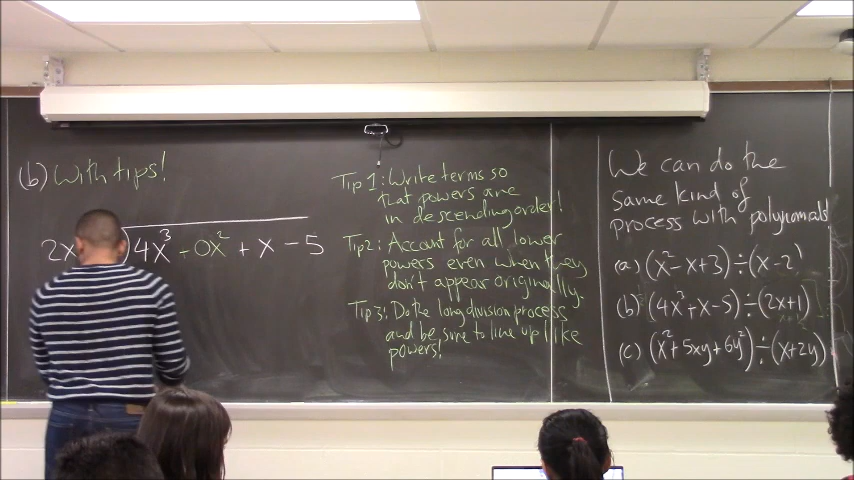 (b) With tips!
2x 4x³ - 0x² + x - 5
Tip 1: Write terms so
that powers are
in descending order!
Tip 2: Account for all lower
powers even when they
don't appear originally.
Tip 3: Do the long division process
and be sure to line up like
powers!
We can do the
same kind of
process with polynomials!
(a) (x² - x + 3) ÷ (x - 2)
(b) (4x³ + x - 5) ÷ (2x + 1)
(c) (x² + 5xy + 6y²) ÷ (x + 2y)